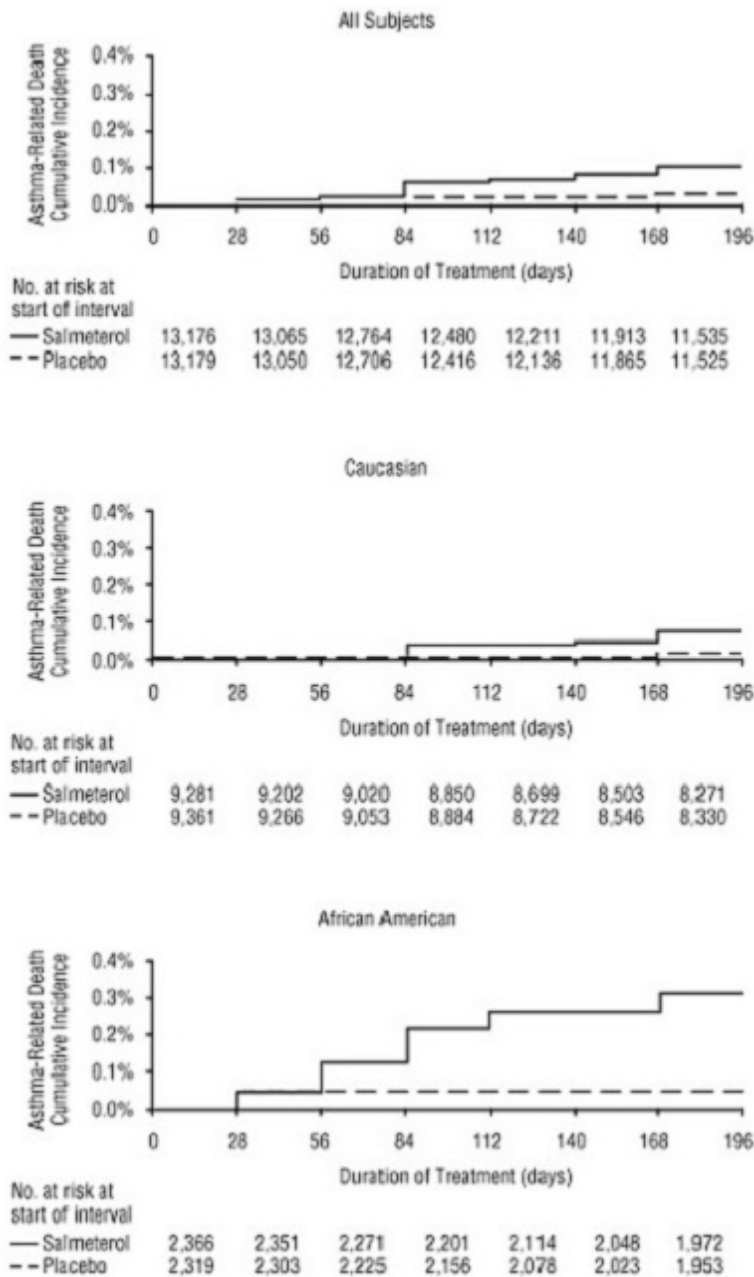 All Subjects
Asthma-Related Death
Cumulative Incidence
0.4%
0.3%
0.2%
0.1%
0.0%
0 28 56 84 112 140 168 196
Duration of Treatment (days)
No. at risk at
start of interval
Salmeterol 13,176 13,065 12,764 12,480 12,211 11,913 11,535
Placebo 13,179 13,050 12,706 12,416 12,136 11,865 11,525
Caucasian
Asthma-Related Death
Cumulative Incidence
0.4%
0.3%
0.2%
0.1%
0.0%
0 28 56 84 112 140 168 196
Duration of Treatment (days)
No. at risk at
start of interval
Salmeterol 9,281 9,202 9,020 8,850 8,699 8,503 8,271
Placebo 9,361 9,266 9,053 8,884 8,722 8,546 8,330
African American
Asthma-Related Death
Cumulative Incidence
0.4%
0.3%
0.2%
0.1%
0.0%
0 28 56 84 112 140 168 196
Duration of Treatment (days)
No. at risk at
start of interval
Salmeterol 2,366 2,351 2,271 2,201 2,114 2,048 1,972
Placebo 2,319 2,303 2,225 2,156 2,078 2,023 1,953